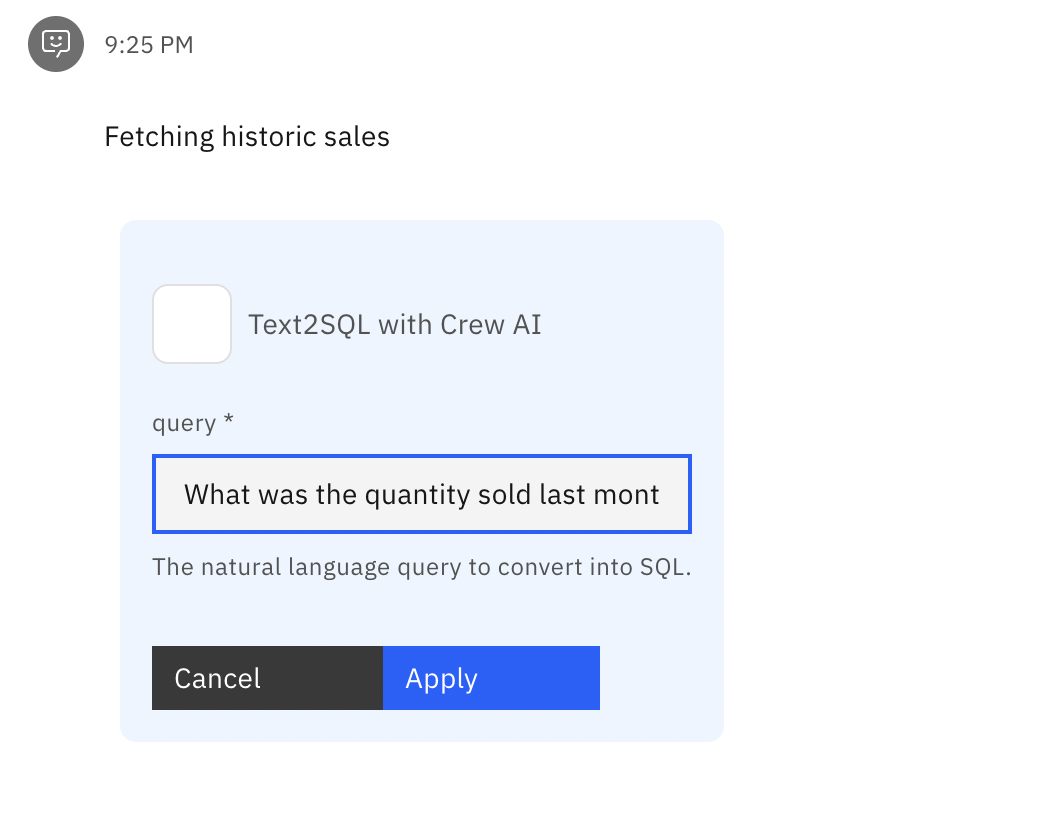 9:25 PM
Fetching historic sales
Text2SQL with Crew AI
query *
What was the quantity sold last mont
The natural language query to convert into SQL.
Cancel
Apply